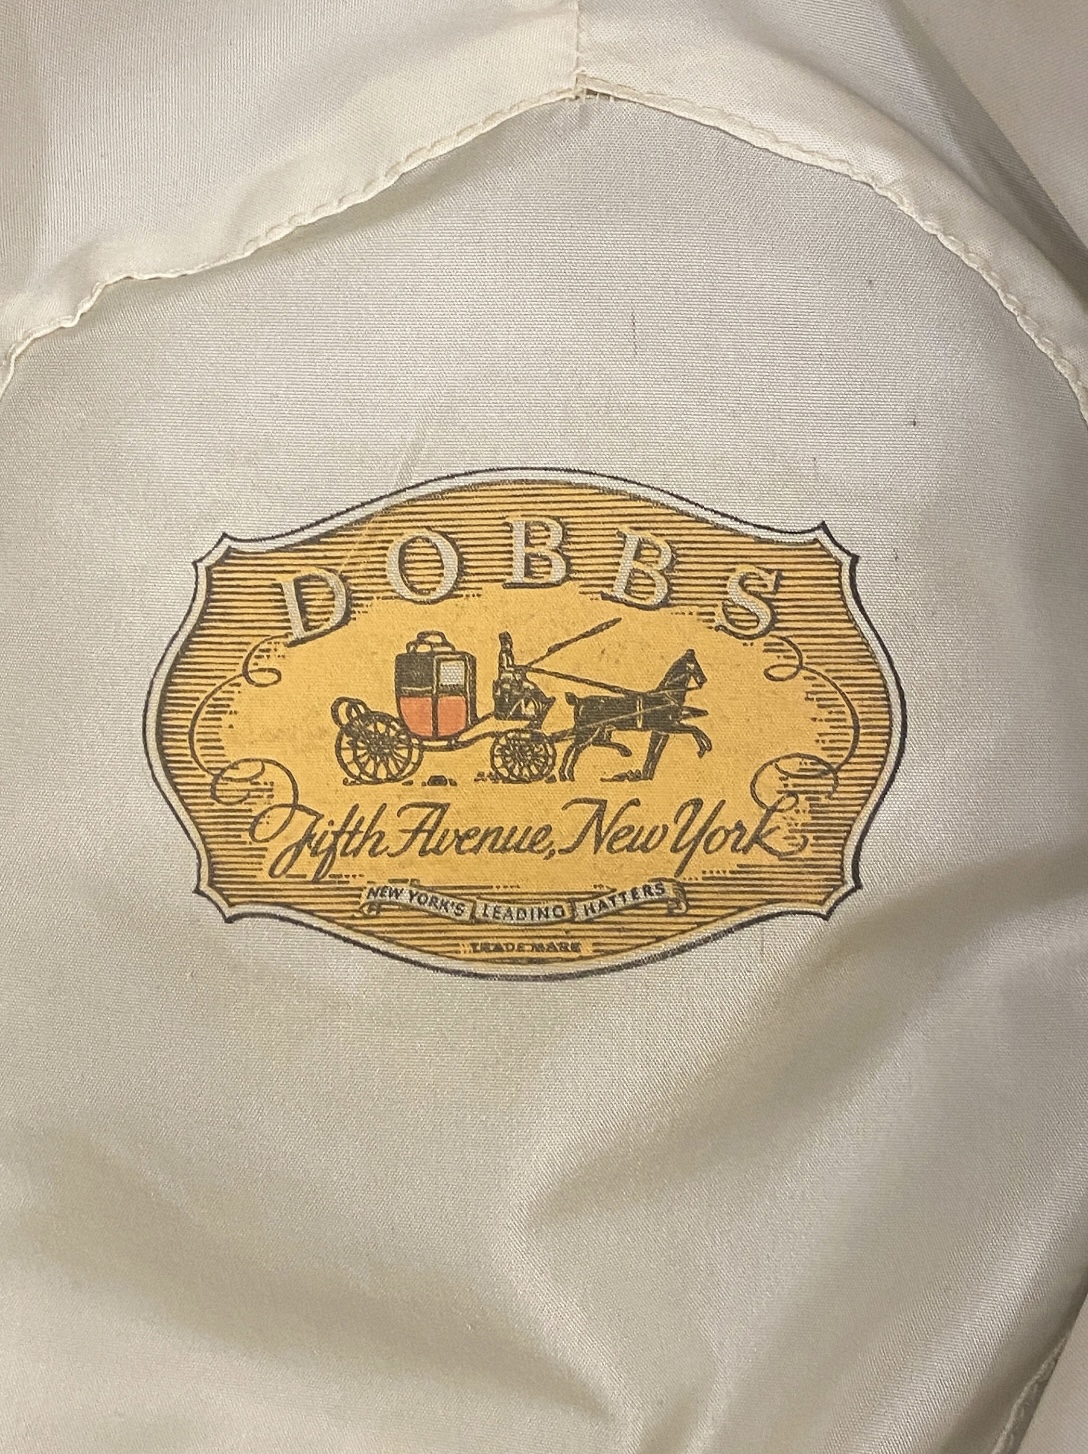 DOBBS
Fifth Avenue, New York
NEW YORK'S LEADING HATTERS
TRADE MARK